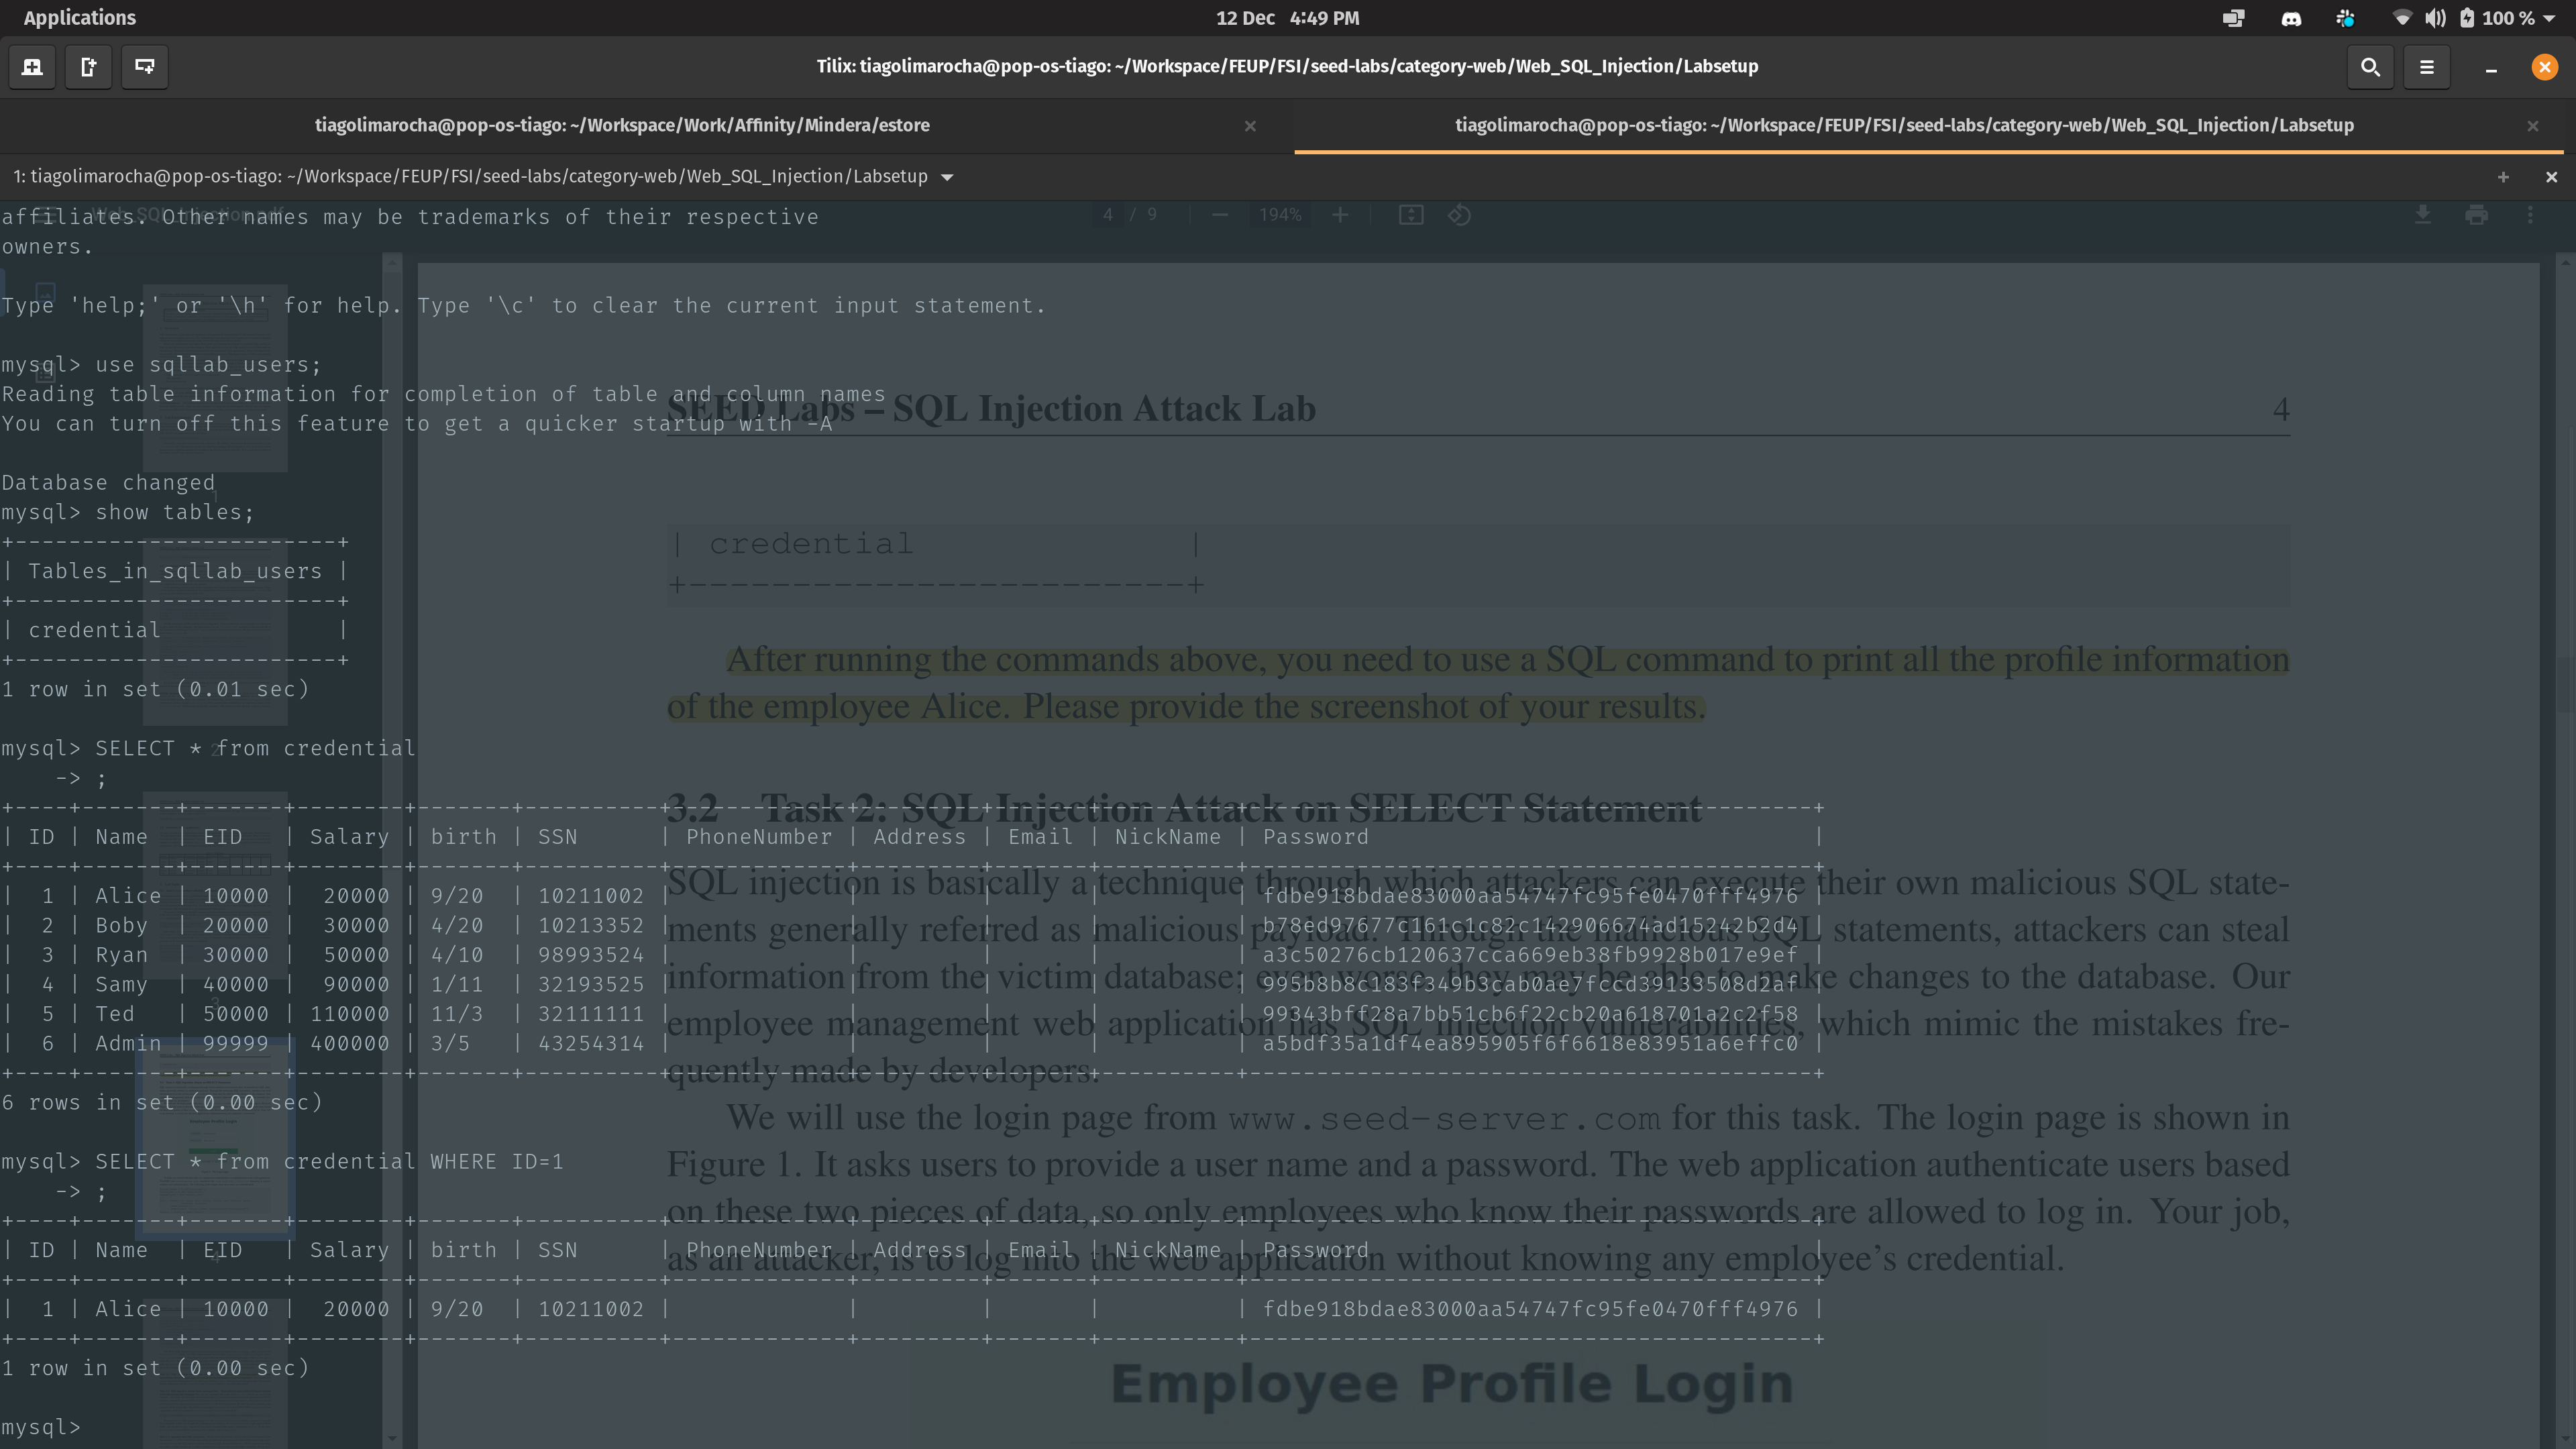 Applications
12 Dec 4:49 PM
100 %
Tilix: tiagolimarocha@pop-os-tiago: ~/Workspace/FEUP/FSI/seed-labs/category-web/Web_SQL_Injection/Labsetup
tiagolimarocha@pop-os-tiago: ~/Workspace/Work/Affinity/Mindera/estore
tiagolimarocha@pop-os-tiago: ~/Workspace/FEUP/FSI/seed-labs/category-web/Web_SQL_Injection/Labsetup
1: tiagolimarocha@pop-os-tiago: ~/Workspace/FEUP/FSI/seed-labs/category-web/Web_SQL_Injection/Labsetup
affiliates. Other names may be trademarks of their respective
owners.
Type 'help;' or '\h' for help. Type '\c' to clear the current input statement.
mysql> use sqllab_users;
Reading table information for completion of table and column names
You can turn off this feature to get a quicker startup with -A
Database changed
mysql> show tables;
+------------------------+
| Tables_in_sqllab_users |
+------------------------+
| credential             |
+------------------------+
1 row in set (0.01 sec)
mysql> SELECT * from credential
    -> ;
+----+-------+-------+--------+-------+----------+-------------+---------+-------+----------+------------------------------------------+
| ID | Name  | EID   | Salary | birth | SSN      | PhoneNumber | Address | Email | NickName | Password                                 |
+----+-------+-------+--------+-------+----------+-------------+---------+-------+----------+------------------------------------------+
|  1 | Alice | 10000 |  20000 | 9/20  | 10211002 |             |         |       |          | fdbe918bdae83000aa54747fc95fe0470fff4976 |
|  2 | Boby  | 20000 |  30000 | 4/20  | 10213352 |             |         |       |          | b78ed97677c161c1c82c142906674ad15242b2d4 |
|  3 | Ryan  | 30000 |  50000 | 4/10  | 98993524 |             |         |       |          | a3c50276cb120637cca669eb38fb9928b017e9ef |
|  4 | Samy  | 40000 |  90000 | 1/11  | 32193525 |             |         |       |          | 995b8b8c183f349b3cab0ae7fccd39133508d2af |
|  5 | Ted   | 50000 | 110000 | 11/3  | 32111111 |             |         |       |          | 99343bff28a7bb51cb6f22cb20a618701a2c2f58 |
|  6 | Admin | 99999 | 400000 | 3/5   | 43254314 |             |         |       |          | a5bdf35a1df4ea895905f6f6618e83951a6effc0 |
+----+-------+-------+--------+-------+----------+-------------+---------+-------+----------+------------------------------------------+
6 rows in set (0.00 sec)
mysql> SELECT * from credential WHERE ID=1
    -> ;
+----+-------+-------+--------+-------+----------+-------------+---------+-------+----------+------------------------------------------+
| ID | Name  | EID   | Salary | birth | SSN      | PhoneNumber | Address | Email | NickName | Password                                 |
+----+-------+-------+--------+-------+----------+-------------+---------+-------+----------+------------------------------------------+
|  1 | Alice | 10000 |  20000 | 9/20  | 10211002 |             |         |       |          | fdbe918bdae83000aa54747fc95fe0470fff4976 |
+----+-------+-------+--------+-------+----------+-------------+---------+-------+----------+------------------------------------------+
1 row in set (0.00 sec)
mysql>
Web_SQL_Injection.pdf
4 / 9
194%
SEED Labs – SQL Injection Attack Lab 4
| credential             |
+------------------------+
After running the commands above, you need to use a SQL command to print all the profile information
of the employee Alice. Please provide the screenshot of your results.
3.2 Task 2: SQL Injection Attack on SELECT Statement
SQL injection is basically a technique through which attackers can execute their own malicious SQL state-
ments generally referred as malicious payload. Through the malicious SQL statements, attackers can steal
information from the victim database; even worse, they may be able to make changes to the database. Our
employee management web application has SQL injection vulnerabilities, which mimic the mistakes fre-
quently made by developers.
We will use the login page from www.seed-server.com for this task. The login page is shown in
Figure 1. It asks users to provide a user name and a password. The web application authenticate users based
on these two pieces of data, so only employees who know their passwords are allowed to log in. Your job,
as an attacker, is to log into the web application without knowing any employee’s credential.
Employee Profile Login
1
2
3
4